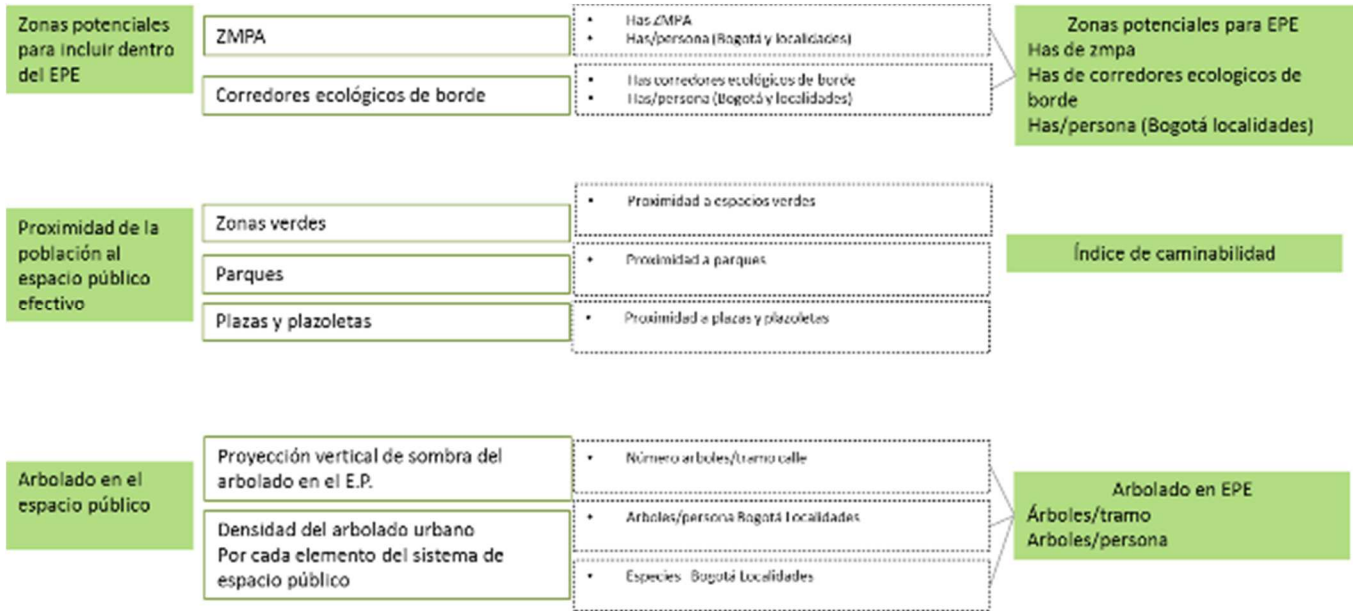 Zonas potenciales
para incluir dentro
del EPE
ZMPA
• Has ZMPA
• Has/persona (Bogotá y localidades)
Corredores ecológicos de borde
• Has corredores ecológicos de borde
• Has/persona (Bogotá y localidades)
Zonas potenciales para EPE
Has de zmpa
Has de corredores ecologicos de
borde
Has/persona (Bogotá localidades)
Proximidad de la
población al
espacio público
efectivo
Zonas verdes
• Proximidad a espacios verdes
Parques
• Proximidad a parques
Plazas y plazoletas
• Proximidad a plazas y plazoletas
Índice de caminabilidad
Arbolado en el
espacio público
Proyección vertical de sombra del
arbolado en el E.P.
• Número arboles/tramo calle
Densidad del arbolado urbano
Por cada elemento del sistema de
espacio público
• Arboles/persona Bogotá Localidades
• Especies Bogotá Localidades
Arbolado en EPE
Árboles/tramo
Arboles/persona